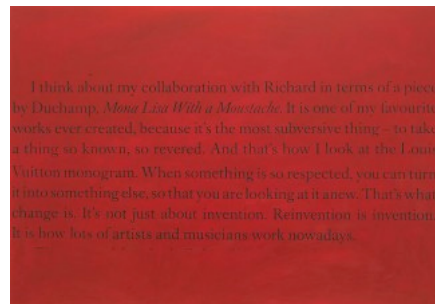 I think about my collaboration with Richard in terms of a piece
by Duchamp, Mona Lisa With a Moustache. It is one of my favourite
works ever created, because it's the most subversive thing – to take
a thing so known, so revered. And that's how I look at the Louis
Vuitton monogram. When something is so respected, you can turn
it into something else, so that you are looking at it anew. That's what
change is. It's not just about invention. Reinvention is invention.
It is how lots of artists and musicians work nowadays.